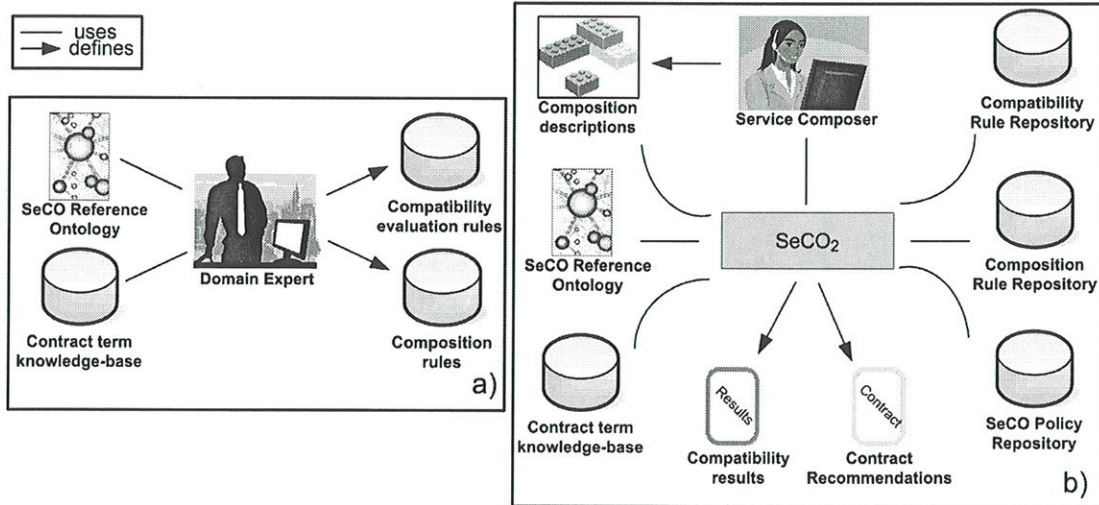 uses
defines
SeCO Reference
Ontology
Contract term
knowledge-base
Domain Expert
Compatibility
evaluation rules
Composition
rules
a)
Composition
descriptions
Service Composer
Compatibility
Rule Repository
SeCO Reference
Ontology
SeCO₂
Composition
Rule Repository
Contract term
knowledge-base
Results
Compatibility
results
Contract
Contract
Recommendations
SeCO Policy
Repository
b)